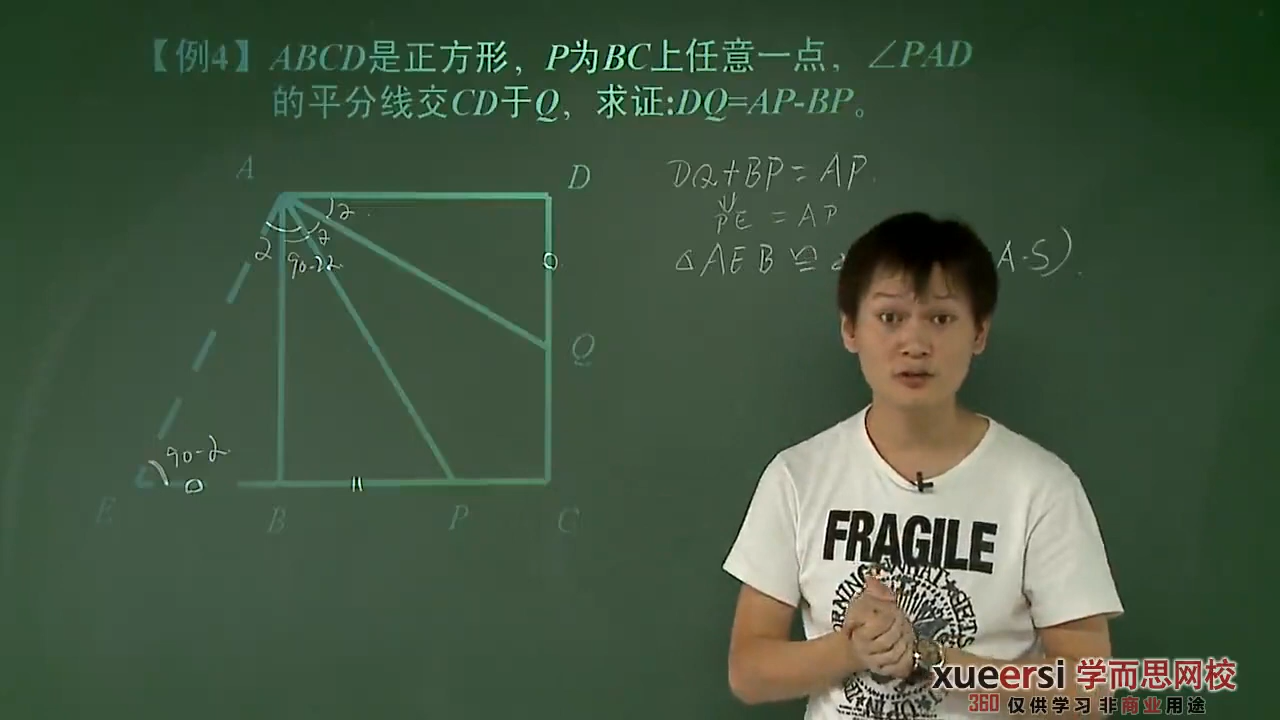 【例4】ABCD是正方形，P为BC上任意一点，∠PAD
的平分线交CD于Q，求证:DQ=AP-BP。
A
D
DQ+BP=AP.
PE=AP
△AEB≌
A·S).
2
2
2
90-22
Q
90-2
E
B
P
C
FRAGILE
xueersi 学而思网校
360 仅供学习 非商业用途